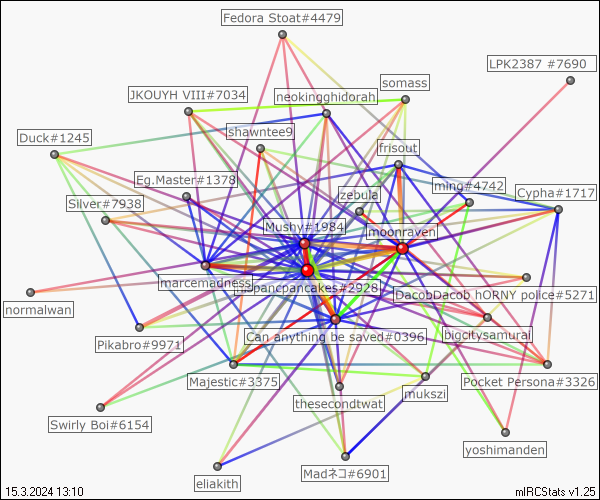 Fedora Stoat#4479
LPK2387 #7690
somass
JKOUYH VIII#7034
neokingghidorah
shawntee9
Duck#1245
frisout
Eg.Master#1378
ming#4742
zebula
Cypha#1717
Silver#7938
Mushy#1984
moonraven
marcemadness
pancpancakes#2928
DacobDacob hORNY police#5271
normalwan
Can anything be saved#0396
bigcitysamurai
Pikabro#9971
Majestic#3375
Pocket Persona#3326
mukszi
thesecondtwat
Swirly Boi#6154
yoshimanden
Madネコ#6901
eliakith
15.3.2024 13:10
mIRCStats v1.25